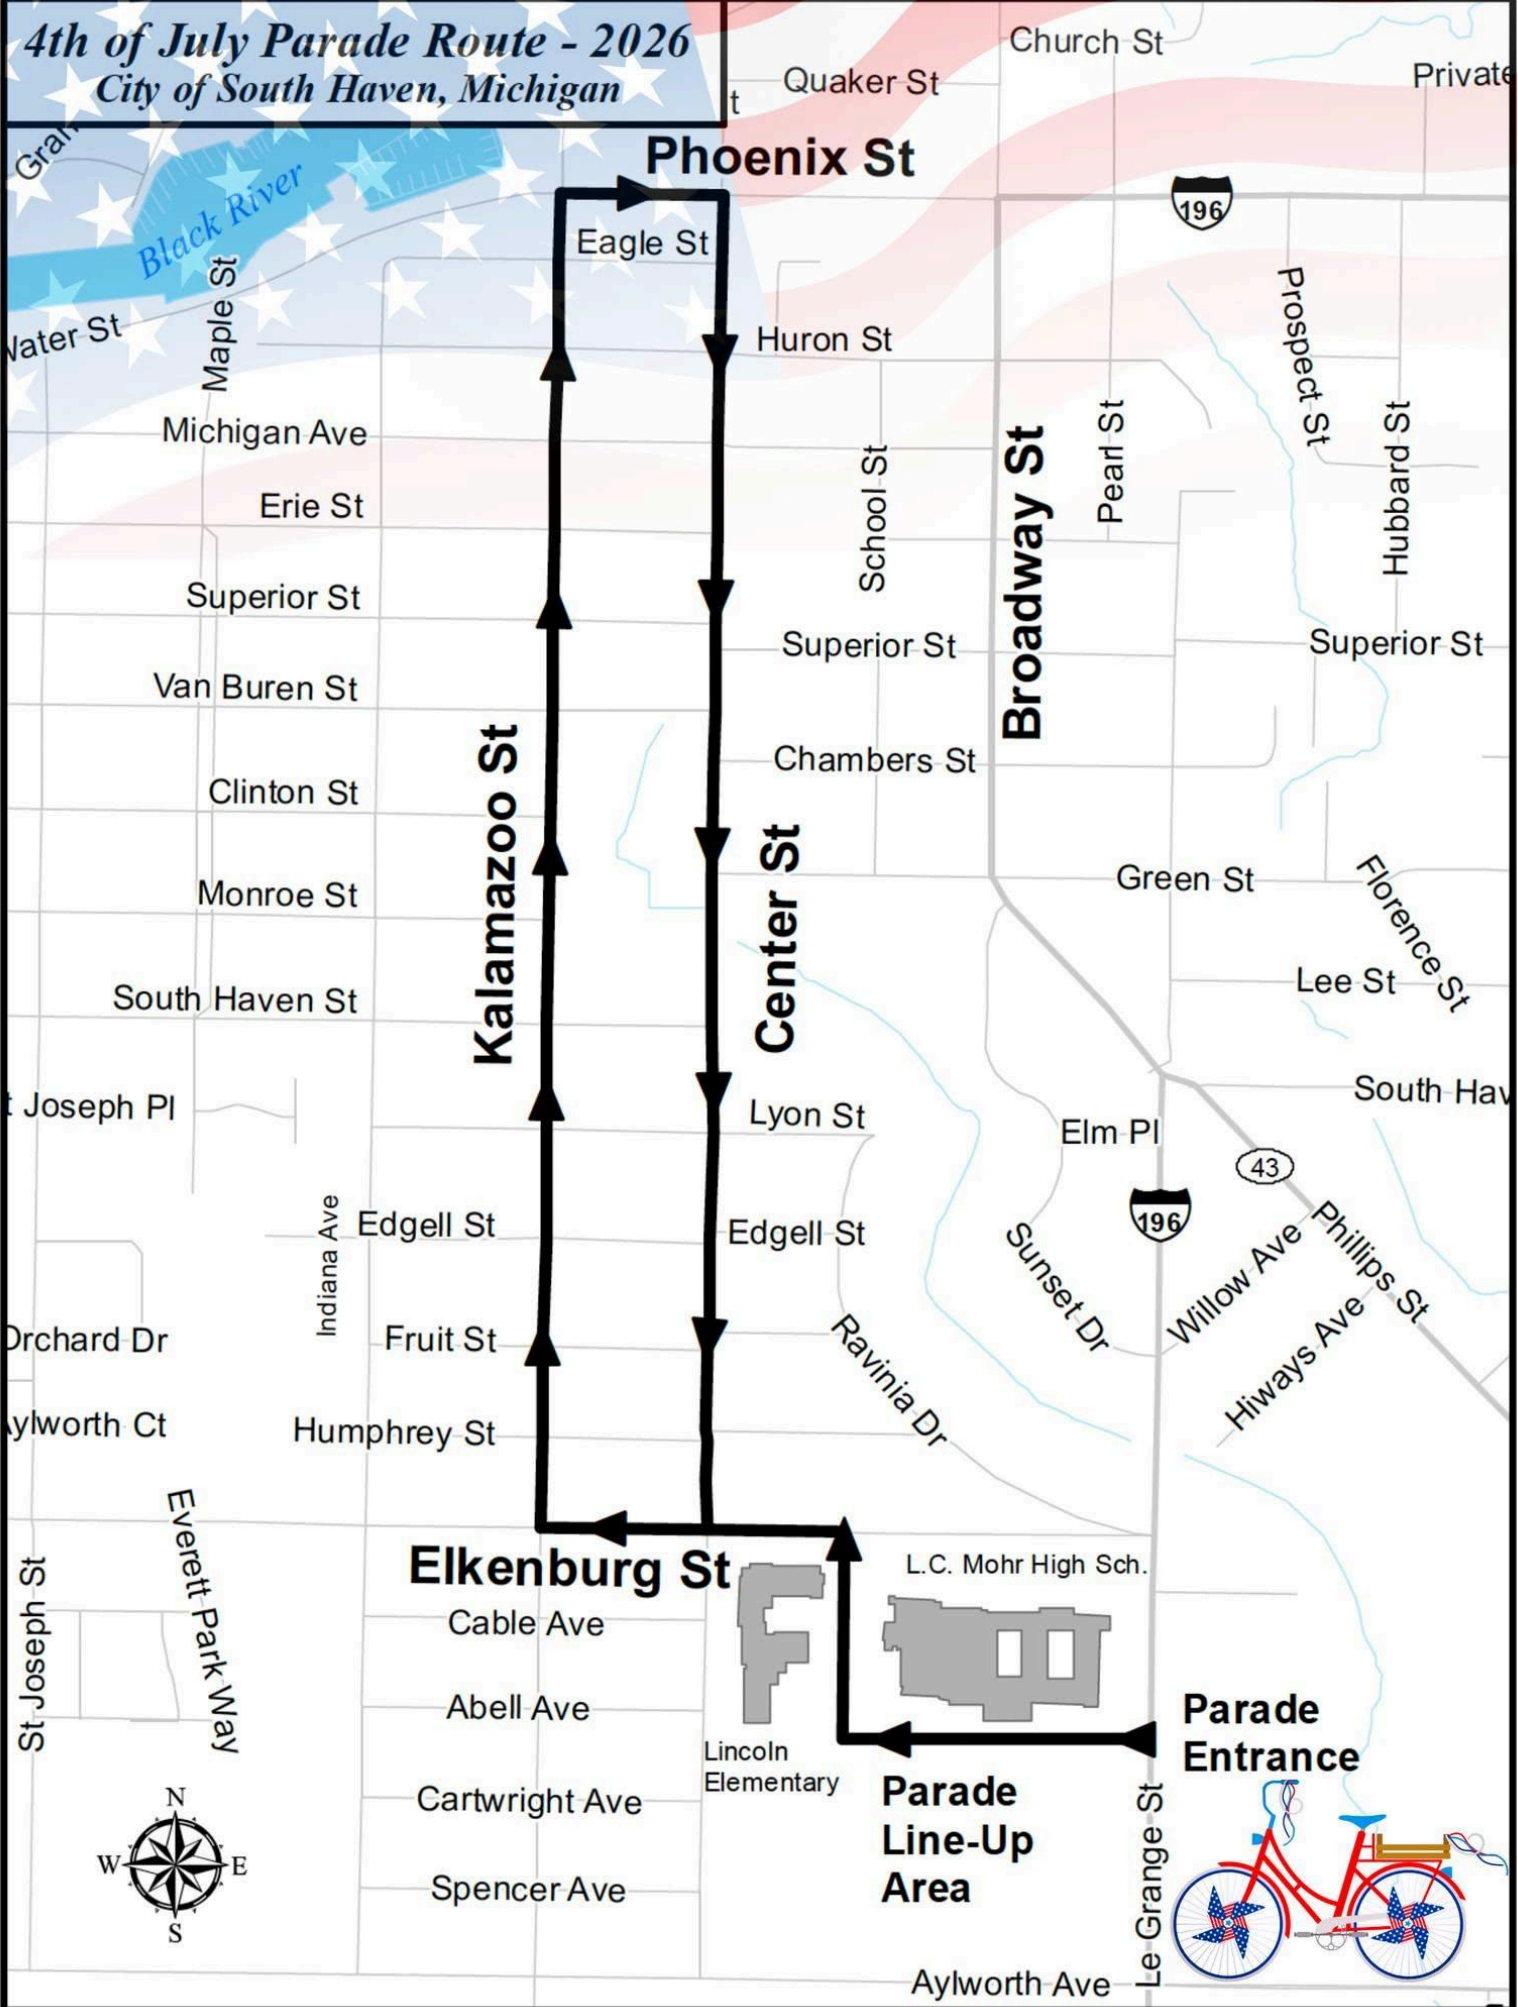 4th of July Parade Route - 2026
City of South Haven, Michigan
Church St
Quaker St
Private
t
Phoenix St
Black River
196
Eagle St
Maple St
Water St
Huron St
Prospect St
Michigan Ave
Pearl St
Hubbard St
School St
Broadway St
Erie St
Superior St
Superior St
Superior St
Van Buren St
Kalamazoo St
Chambers St
Clinton St
Center St
Green St
Florence St
Monroe St
Lee St
South Haven St
South Hav
t Joseph Pl
Lyon St
Elm Pl
43
196
Indiana Ave
Edgell St
Edgell St
Sunset Dr
Willow Ave
Phillips St
Hiways Ave
Orchard Dr
Fruit St
Ravinia Dr
Aylworth Ct
Humphrey St
Everett Park Way
St Joseph St
Elkenburg St
L.C. Mohr High Sch.
Cable Ave
Abell Ave
Parade
Entrance
Lincoln
Elementary
Parade
Line-Up
Area
Cartwright Ave
Le Grange St
N
W
E
S
Spencer Ave
Aylworth Ave